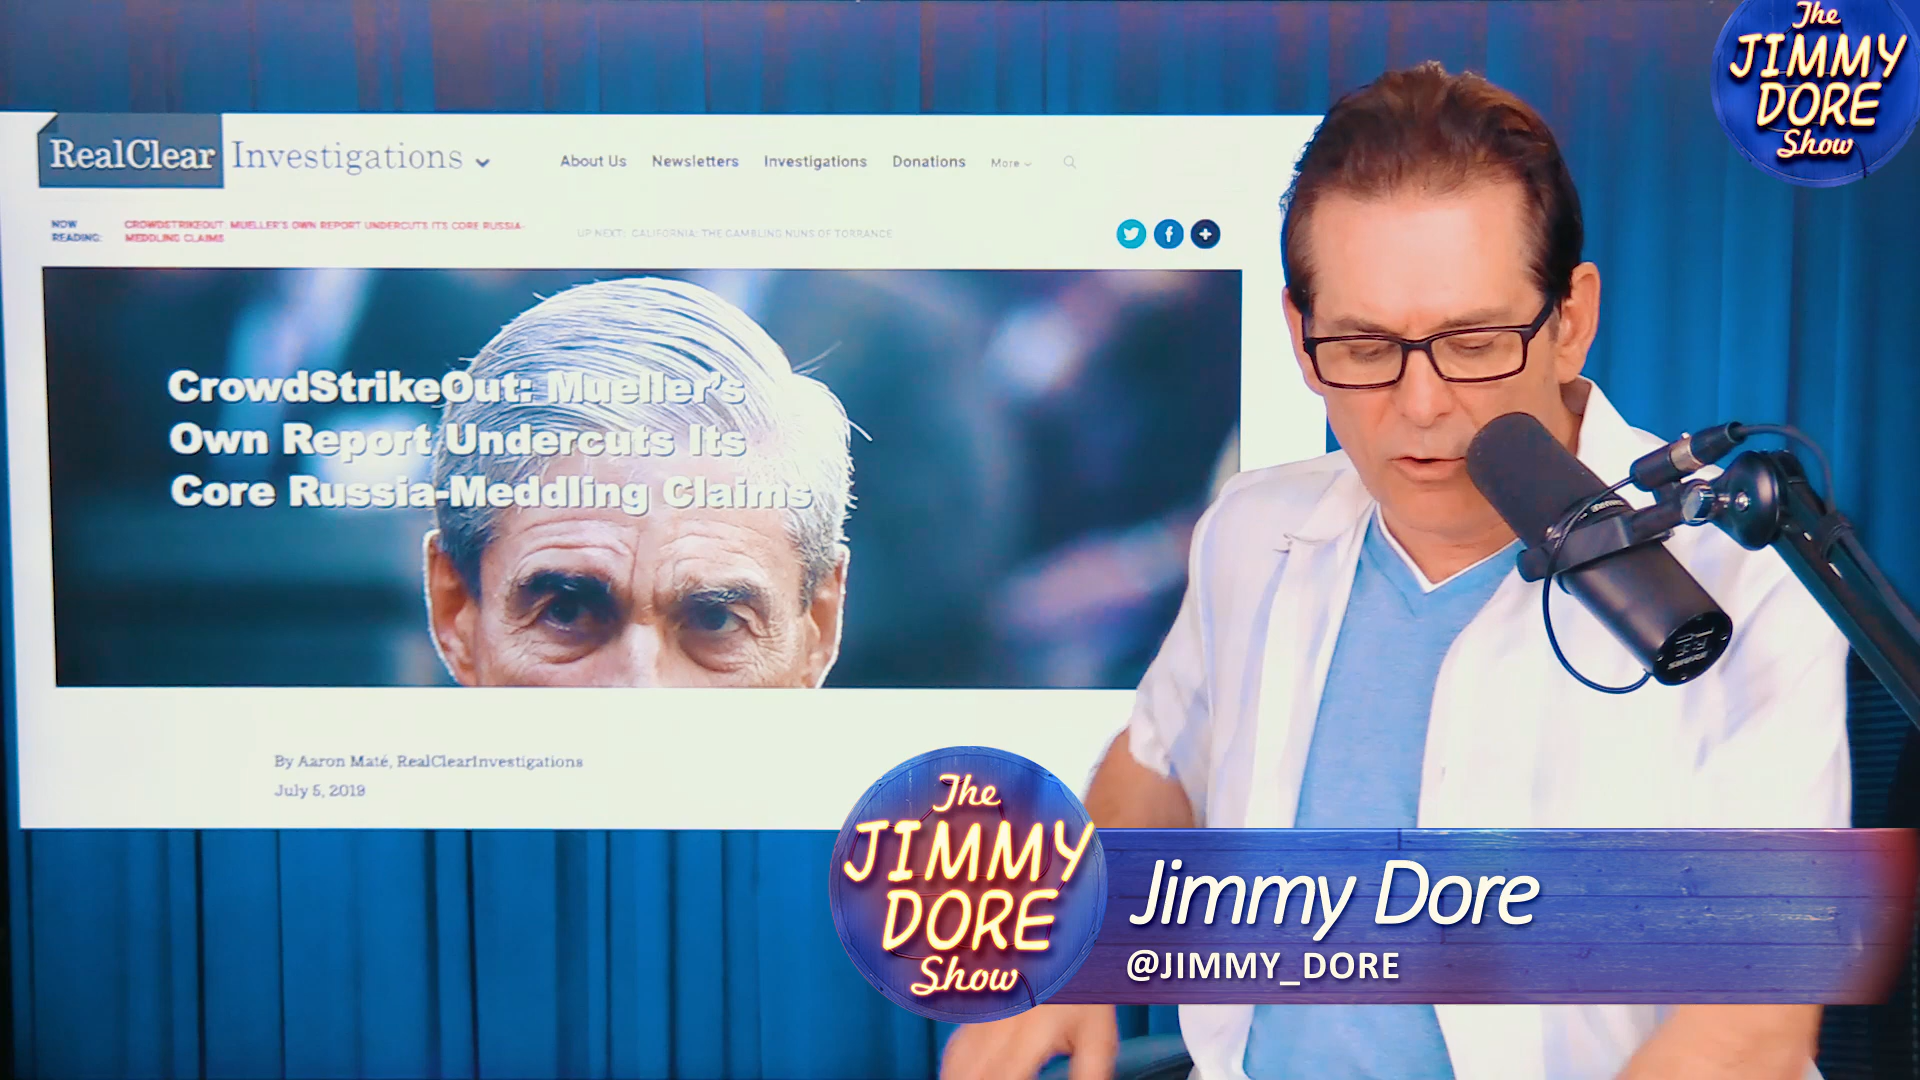 The
JIMMY
DORE
Show
RealClear Investigations
About Us Newsletters Investigations Donations More
NOW READING:
CROWDSTRIKEOUT: MUELLER'S OWN REPORT UNDERCUTS ITS CORE RUSSIA-
MEDDLING CLAIMS
UP NEXT: CALIFORNIA: THE GAMBLING NUNS OF TORRANCE
CrowdStrikeOut: Mueller's
Own Report Undercuts Its
Core Russia-Meddling Claims
By Aaron Maté, RealClearInvestigations
July 5, 2019
SHURE
The
JIMMY
DORE
Show
Jimmy Dore
@JIMMY_DORE